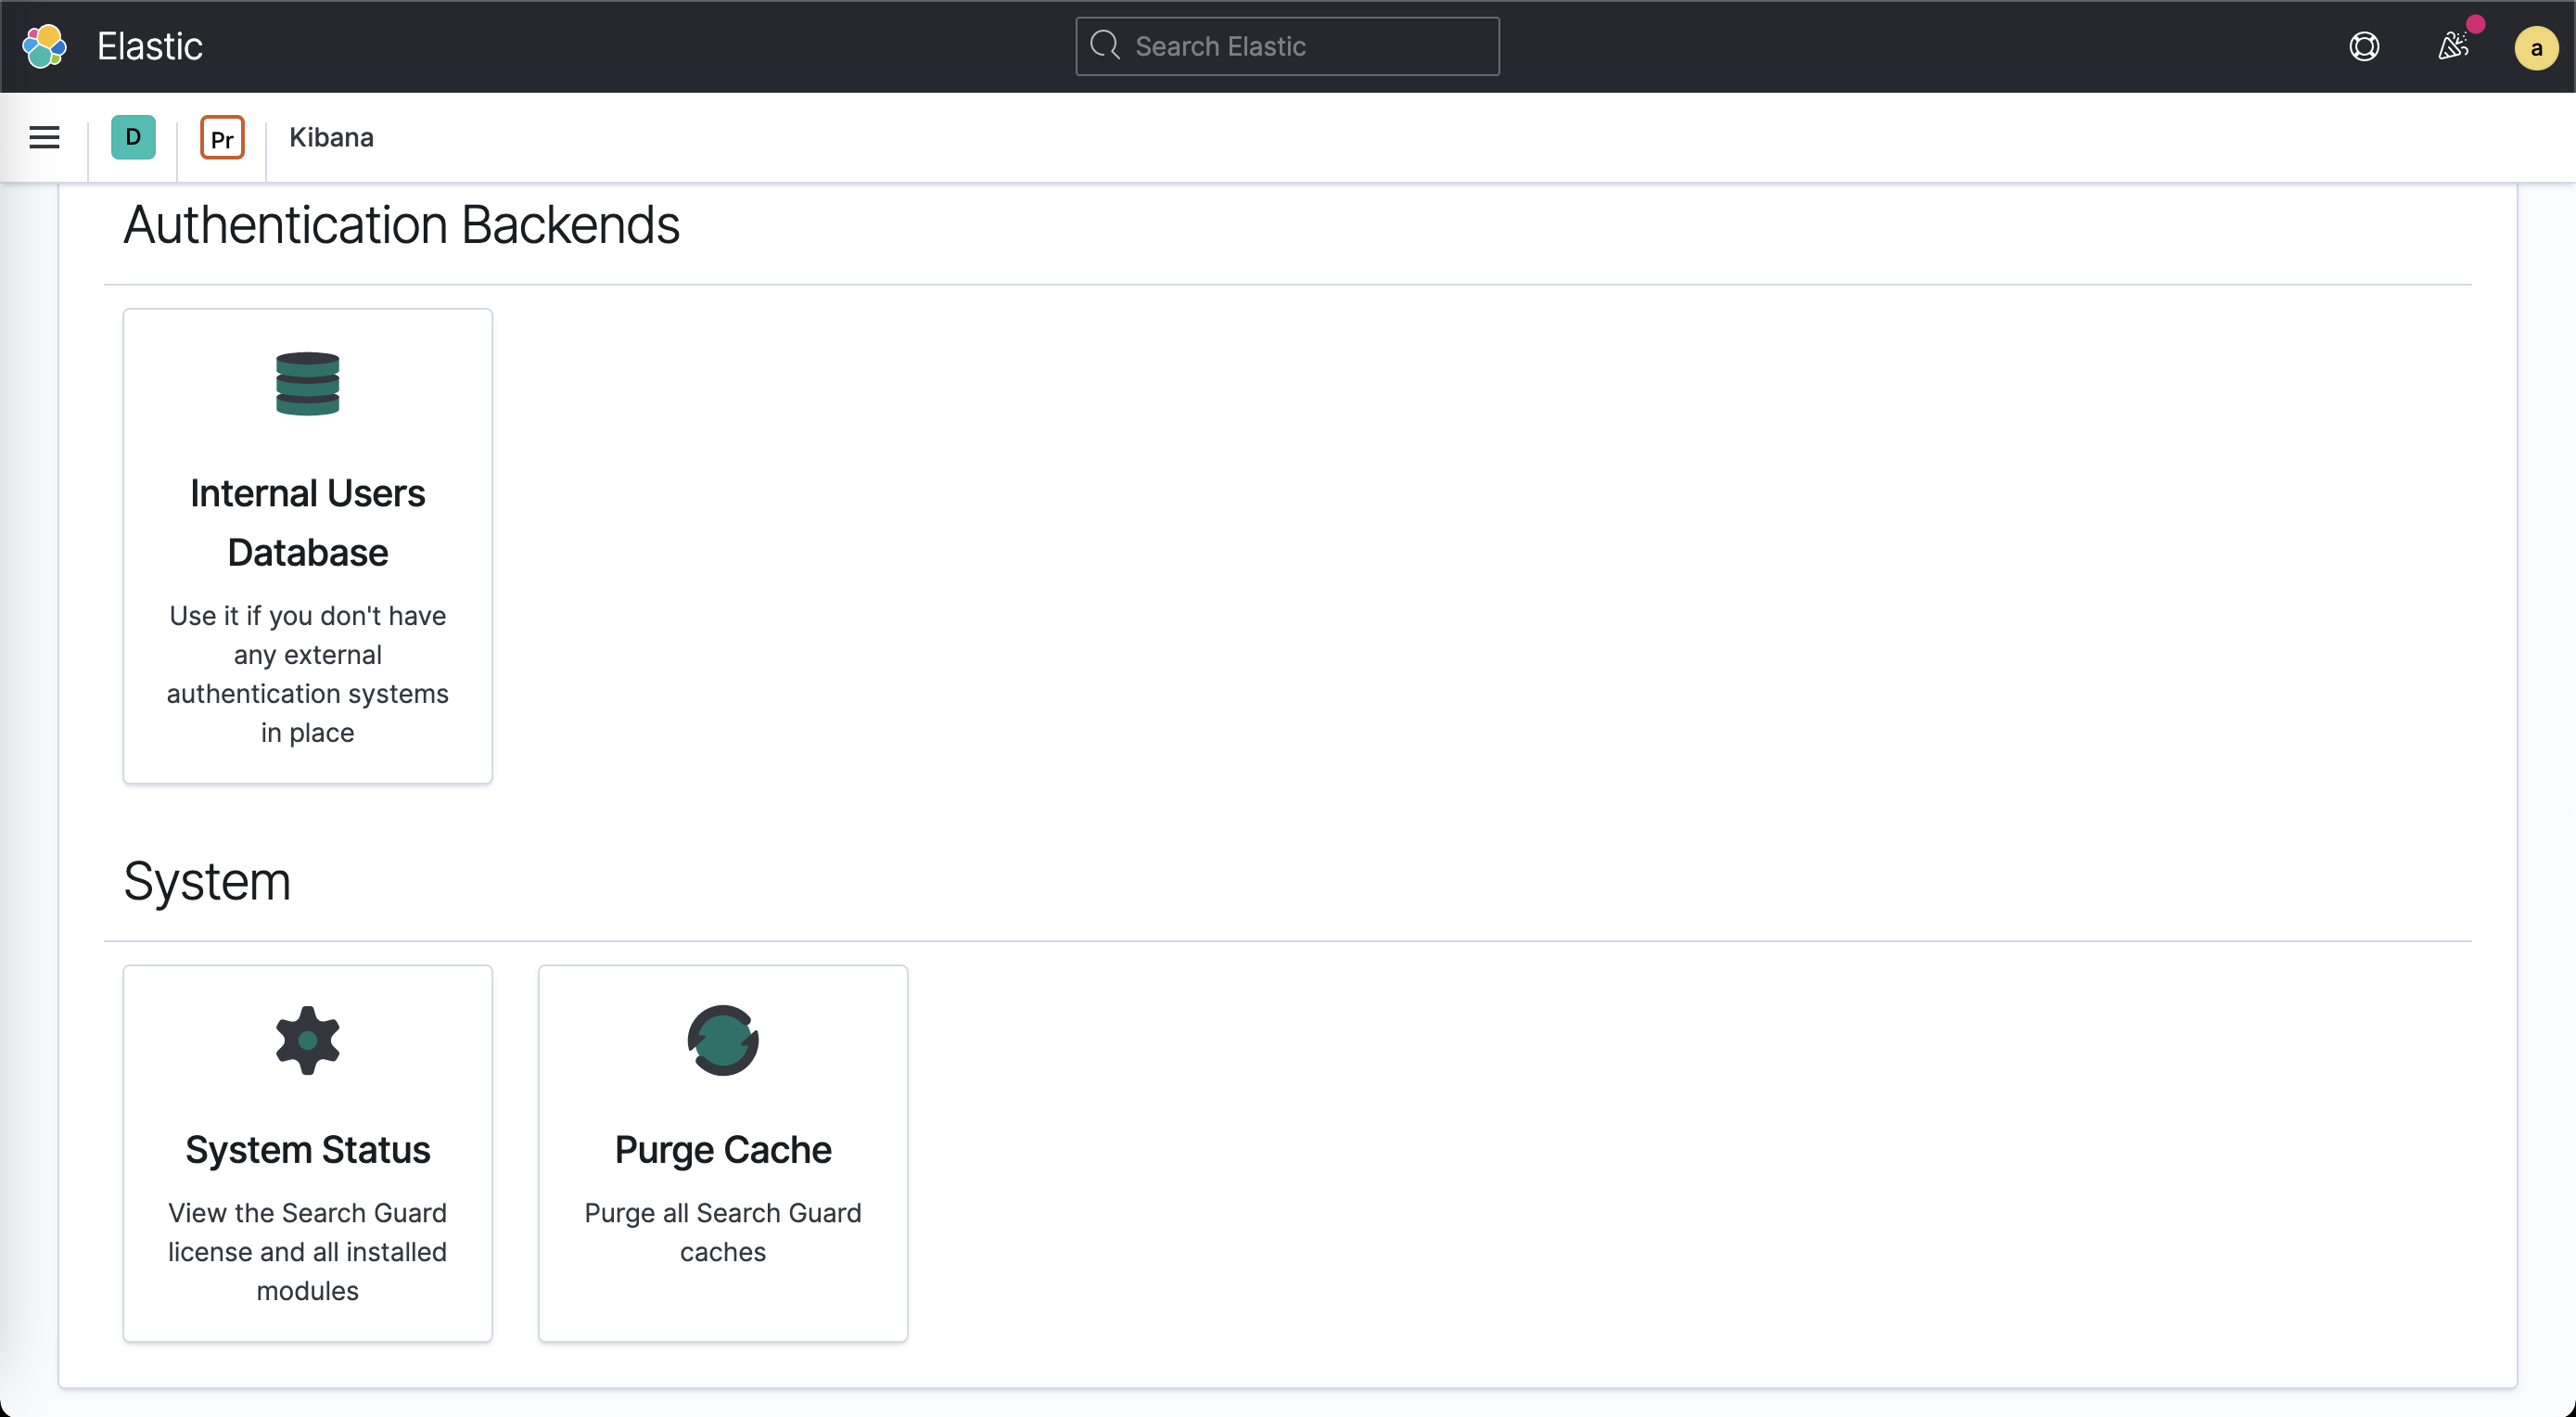 Elastic
Search Elastic
a
D
Pr
Kibana
Authentication Backends
Internal Users
Database
Use it if you don't have
any external
authentication systems
in place
System
System Status
View the Search Guard
license and all installed
modules
Purge Cache
Purge all Search Guard
caches